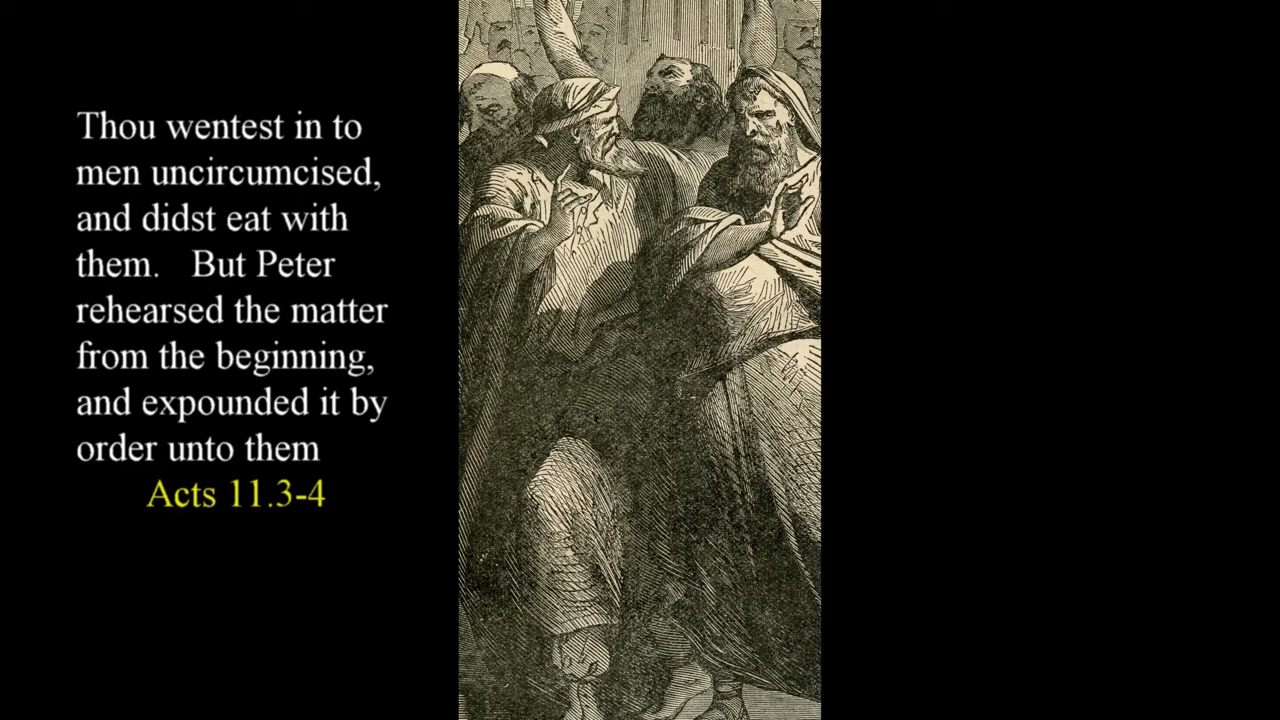 Thou wentest in to
men uncircumcised,
and didst eat with
them. But Peter
rehearsed the matter
from the beginning,
and expounded it by
order unto them
Acts 11.3-4